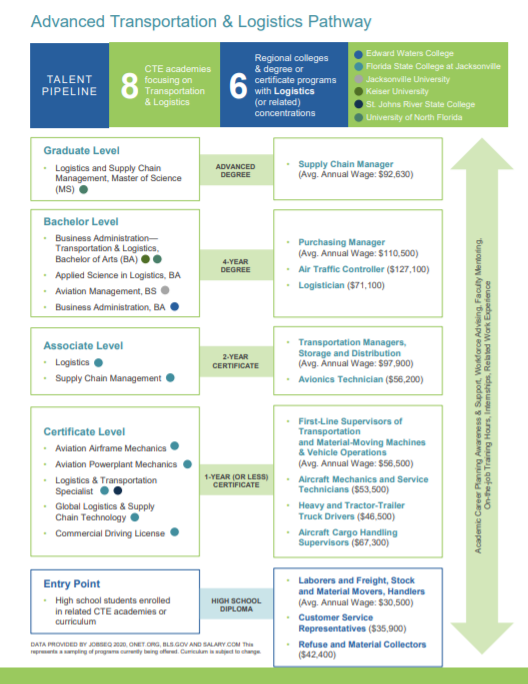 Advanced Transportation & Logistics Pathway
TALENT
PIPELINE
8
CTE academies
focusing on
Transportation
& Logistics
6
Regional colleges
& degree or
certificate programs
with Logistics
(or related)
concentrations
Edward Waters College
Florida State College at Jacksonville
Jacksonville University
Keiser University
St. Johns River State College
University of North Florida
Graduate Level
• Logistics and Supply Chain
Management, Master of Science
(MS)
ADVANCED
DEGREE
• Supply Chain Manager
(Avg. Annual Wage: $92,630)
Bachelor Level
• Business Administration—
Transportation & Logistics,
Bachelor of Arts (BA)
• Applied Science in Logistics, BA
• Aviation Management, BS
• Business Administration, BA
4-YEAR
DEGREE
• Purchasing Manager
(Avg. Annual Wage: $110,500)
• Air Traffic Controller ($127,100)
• Logistician ($71,100)
Associate Level
• Logistics
• Supply Chain Management
2-YEAR
CERTIFICATE
• Transportation Managers,
Storage and Distribution
(Avg. Annual Wage: $97,900)
• Avionics Technician ($56,200)
Certificate Level
• Aviation Airframe Mechanics
• Aviation Powerplant Mechanics
• Logistics & Transportation
Specialist
• Global Logistics & Supply
Chain Technology
• Commercial Driving License
1-YEAR (OR LESS)
CERTIFICATE
• First-Line Supervisors of
Transportation
and Material-Moving Machines
& Vehicle Operations
(Avg. Annual Wage: $56,500)
• Aircraft Mechanics and Service
Technicians ($53,500)
• Heavy and Tractor-Trailer
Truck Drivers ($46,500)
• Aircraft Cargo Handling
Supervisors ($67,300)
Entry Point
• High school students enrolled
in related CTE academies or
curriculum
HIGH SCHOOL
DIPLOMA
• Laborers and Freight, Stock
and Material Movers, Handlers
(Avg. Annual Wage: $30,500)
• Customer Service
Representatives ($35,900)
• Refuse and Material Collectors
($42,400)
Academic Career Planning Awareness & Support, Workforce Advising, Faculty Mentoring,
On-the-job Training Hours, Internships, Related Work Experience
DATA PROVIDED BY JOBSEQ 2020, ONET.ORG, BLS.GOV AND SALARY.COM This
represents a sampling of programs currently being offered. Curriculum is subject to change.